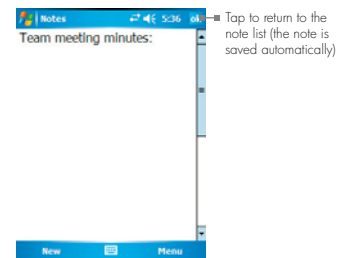 Notes 5:36 ok
Team meeting minutes:
New Menu
Tap to return to the
note list (the note is
saved automatically)